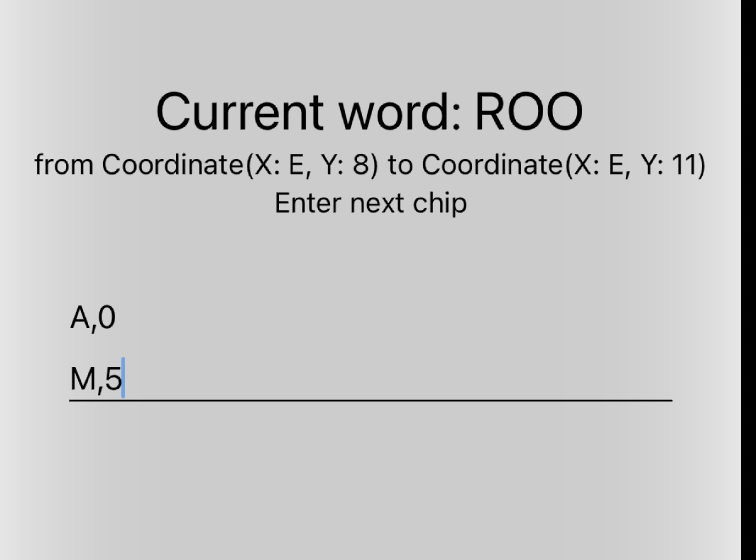 Current word: ROO
from Coordinate(X: E, Y: 8) to Coordinate(X: E, Y: 11)
Enter next chip
A,0
M,5